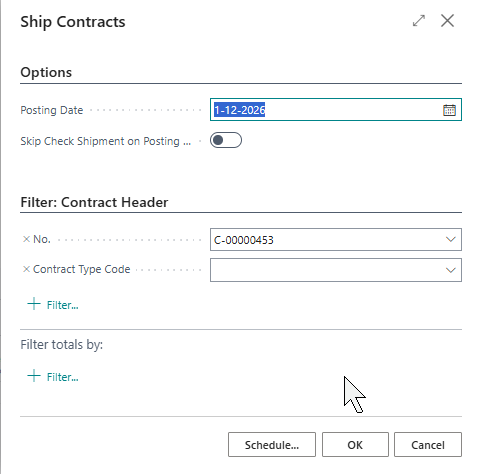 Ship Contracts
Options
Posting Date
1-12-2026
Skip Check Shipment on Posting ...
Filter: Contract Header
No.
C-00000453
Contract Type Code
Filter...
Filter totals by:
Filter...
Schedule... OK Cancel